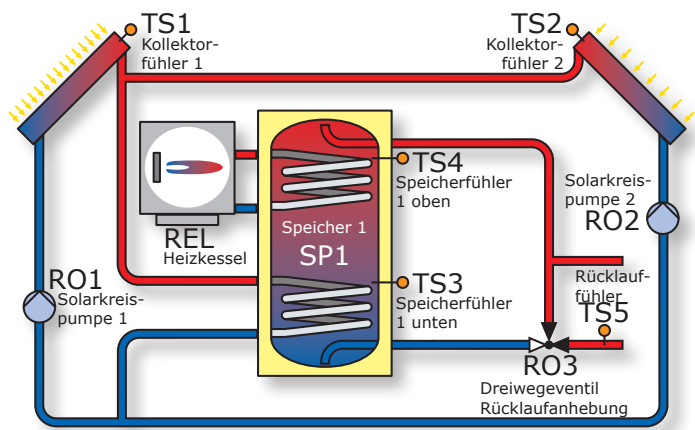 TS1
Kollektor-
fühler 1
TS2
Kollektor-
fühler 2
TS4
Speicherfühler
1 oben
Solarkreis-
pumpe 2
RO2
REL
Heizkessel
Speicher 1
SP1
RO1
Solarkreis-
pumpe 1
TS3
Speicherfühler
1 unten
Rücklauf-
fühler
TS5
RO3
Dreiwegeventil
Rücklaufanhebung